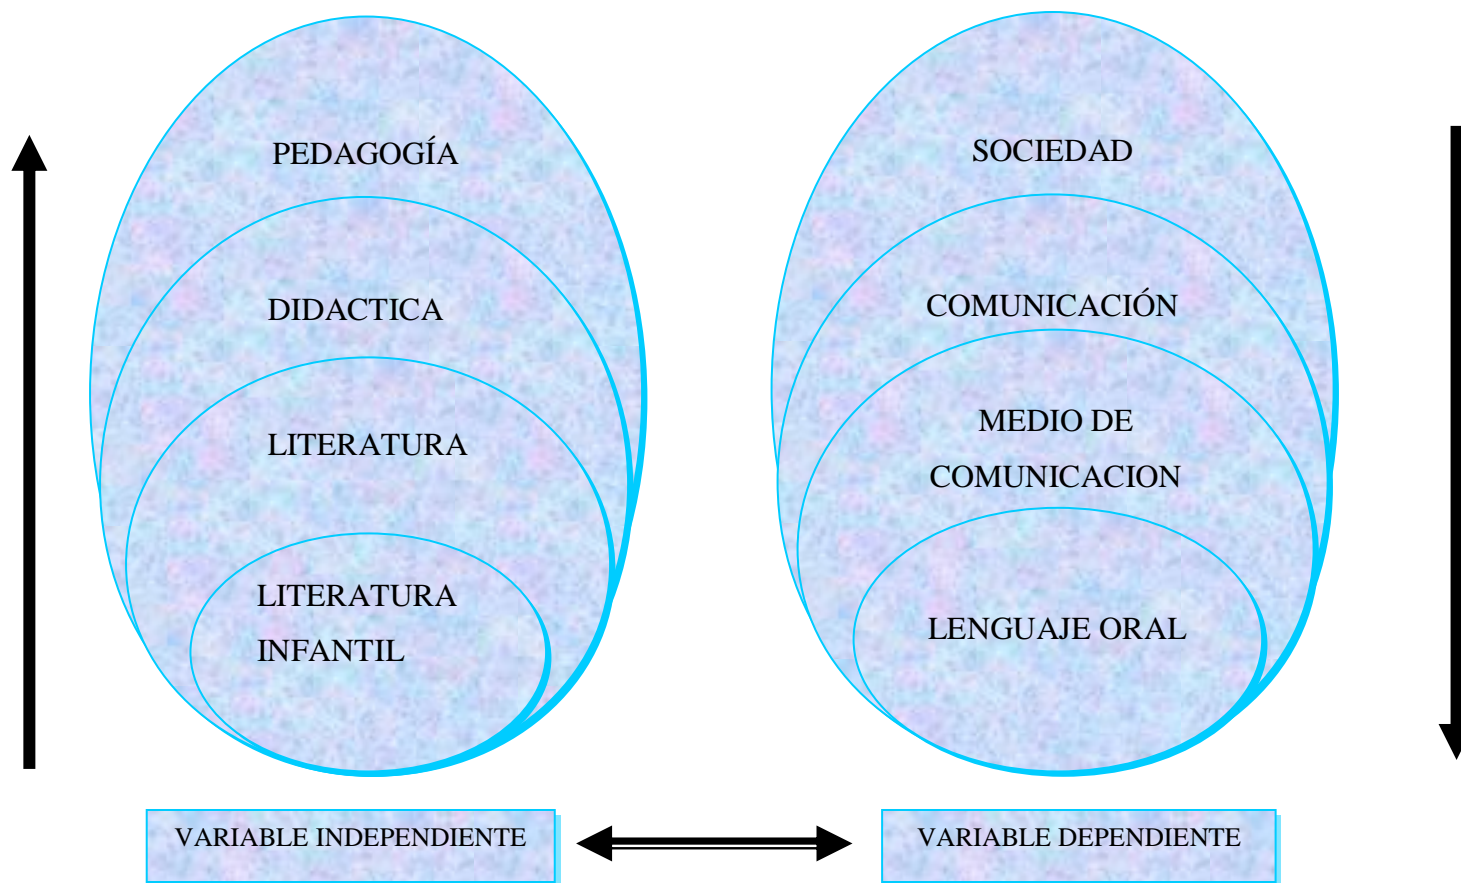 PEDAGOGÍA
DIDACTICA
LITERATURA
LITERATURA
INFANTIL
VARIABLE INDEPENDIENTE
SOCIEDAD
COMUNICACIÓN
MEDIO DE
COMUNICACION
LENGUAJE ORAL
VARIABLE DEPENDIENTE